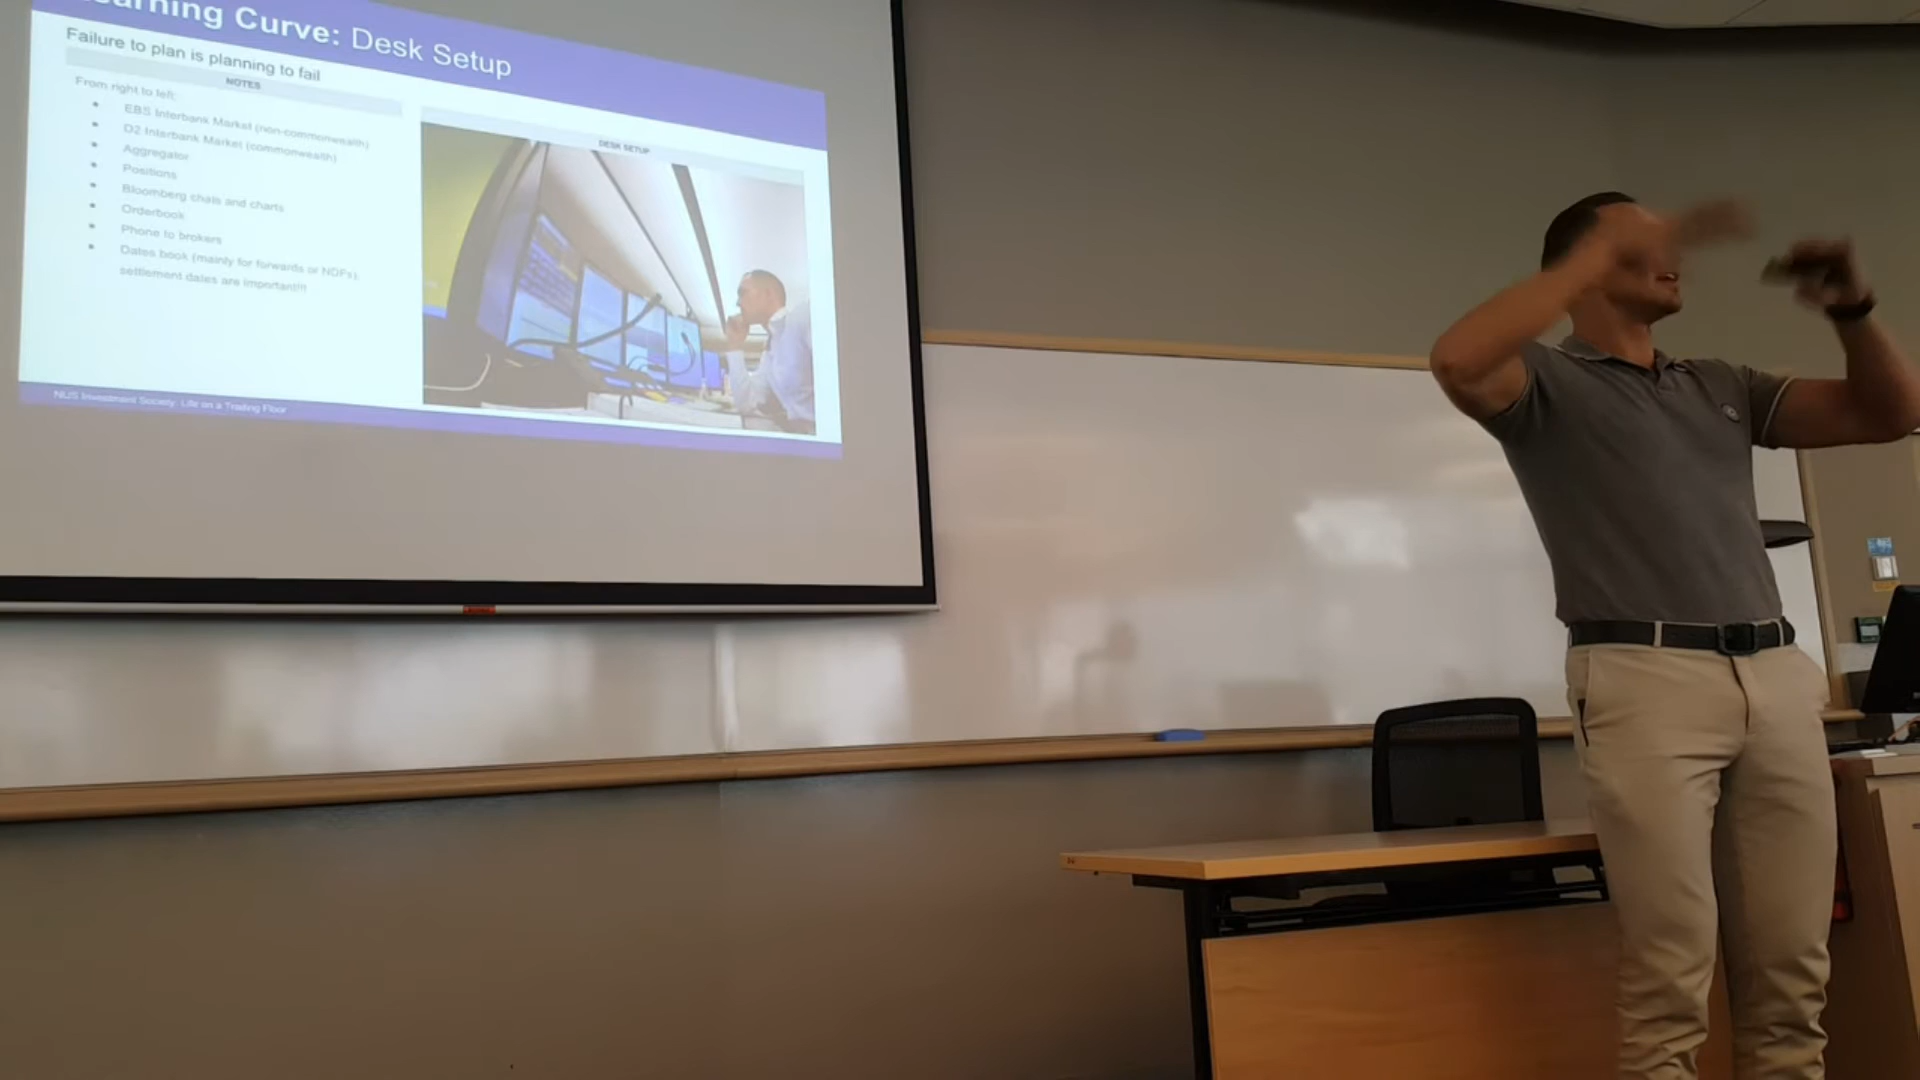 arning Curve: Desk Setup
Failure to plan is planning to fail
NOTES
From right to left:
EBS Interbank Market (non-commonwealth)
D2 Interbank Market (commonwealth)
Aggregator
Positions
Bloomberg chats and charts
Orderbook
Phone to brokers
Dates book (mainly for forwards or NDFs);
settlement dates are important!!!
DESK SETUP
NUS Investment Society: Life on a Trading Floor